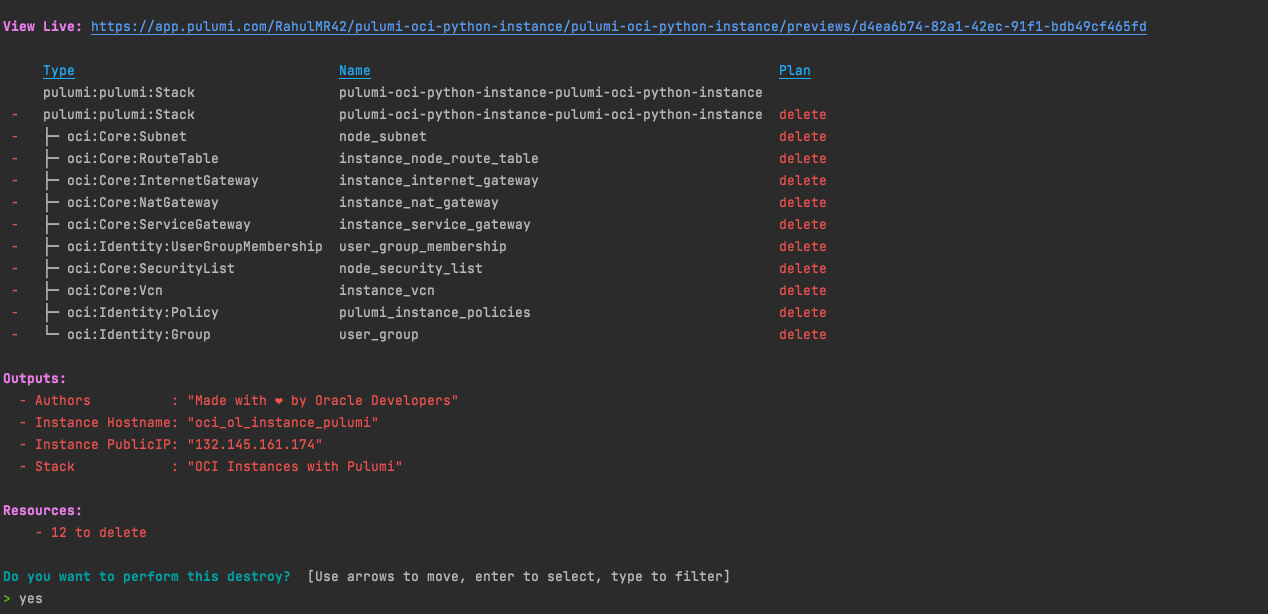 View Live: https://app.pulumi.com/RahulMR42/pulumi-oci-python-instance/pulumi-oci-python-instance/previews/d4ea6b74-82a1-42ec-91f1-bdb49cf465fd
Type Name Plan
pulumi:pulumi:Stack pulumi-oci-python-instance-pulumi-oci-python-instance
- pulumi:pulumi:Stack pulumi-oci-python-instance-pulumi-oci-python-instance delete
- ├─ oci:Core:Subnet node_subnet delete
- ├─ oci:Core:RouteTable instance_node_route_table delete
- ├─ oci:Core:InternetGateway instance_internet_gateway delete
- ├─ oci:Core:NatGateway instance_nat_gateway delete
- ├─ oci:Core:ServiceGateway instance_service_gateway delete
- ├─ oci:Identity:UserGroupMembership user_group_membership delete
- ├─ oci:Core:SecurityList node_security_list delete
- ├─ oci:Core:Vcn instance_vcn delete
- ├─ oci:Identity:Policy pulumi_instance_policies delete
- └─ oci:Identity:Group user_group delete
Outputs:
- Authors : "Made with ❤ by Oracle Developers"
- Instance Hostname: "oci_ol_instance_pulumi"
- Instance PublicIP: "132.145.161.174"
- Stack : "OCI Instances with Pulumi"
Resources:
- 12 to delete
Do you want to perform this destroy? [Use arrows to move, enter to select, type to filter]
> yes